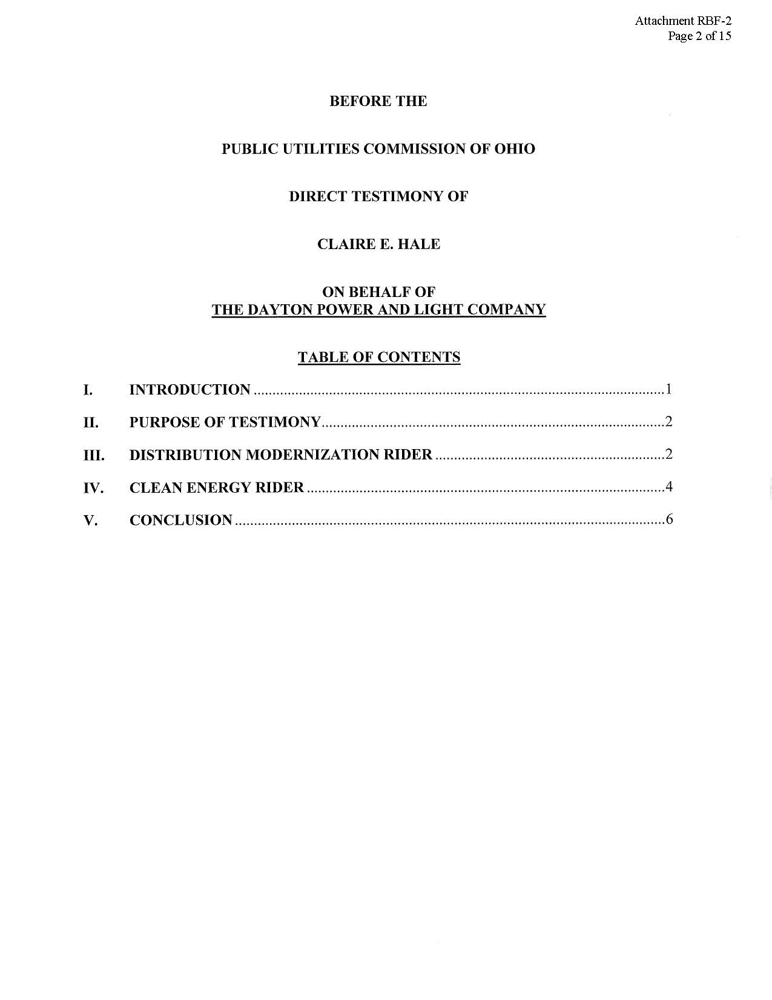 Attachment RBF-2
Page 2 of 15
BEFORE THE
PUBLIC UTILITIES COMMISSION OF OHIO
DIRECT TESTIMONY OF
CLAIRE E. HALE
ON BEHALF OF
THE DAYTON POWER AND LIGHT COMPANY
TABLE OF CONTENTS
I. INTRODUCTION ............................................................................................................. 1
II. PURPOSE OF TESTIMONY........................................................................................... 2
III. DISTRIBUTION MODERNIZATION RIDER ............................................................. 2
IV. CLEAN ENERGY RIDER ............................................................................................... 4
V. CONCLUSION .................................................................................................................. 6